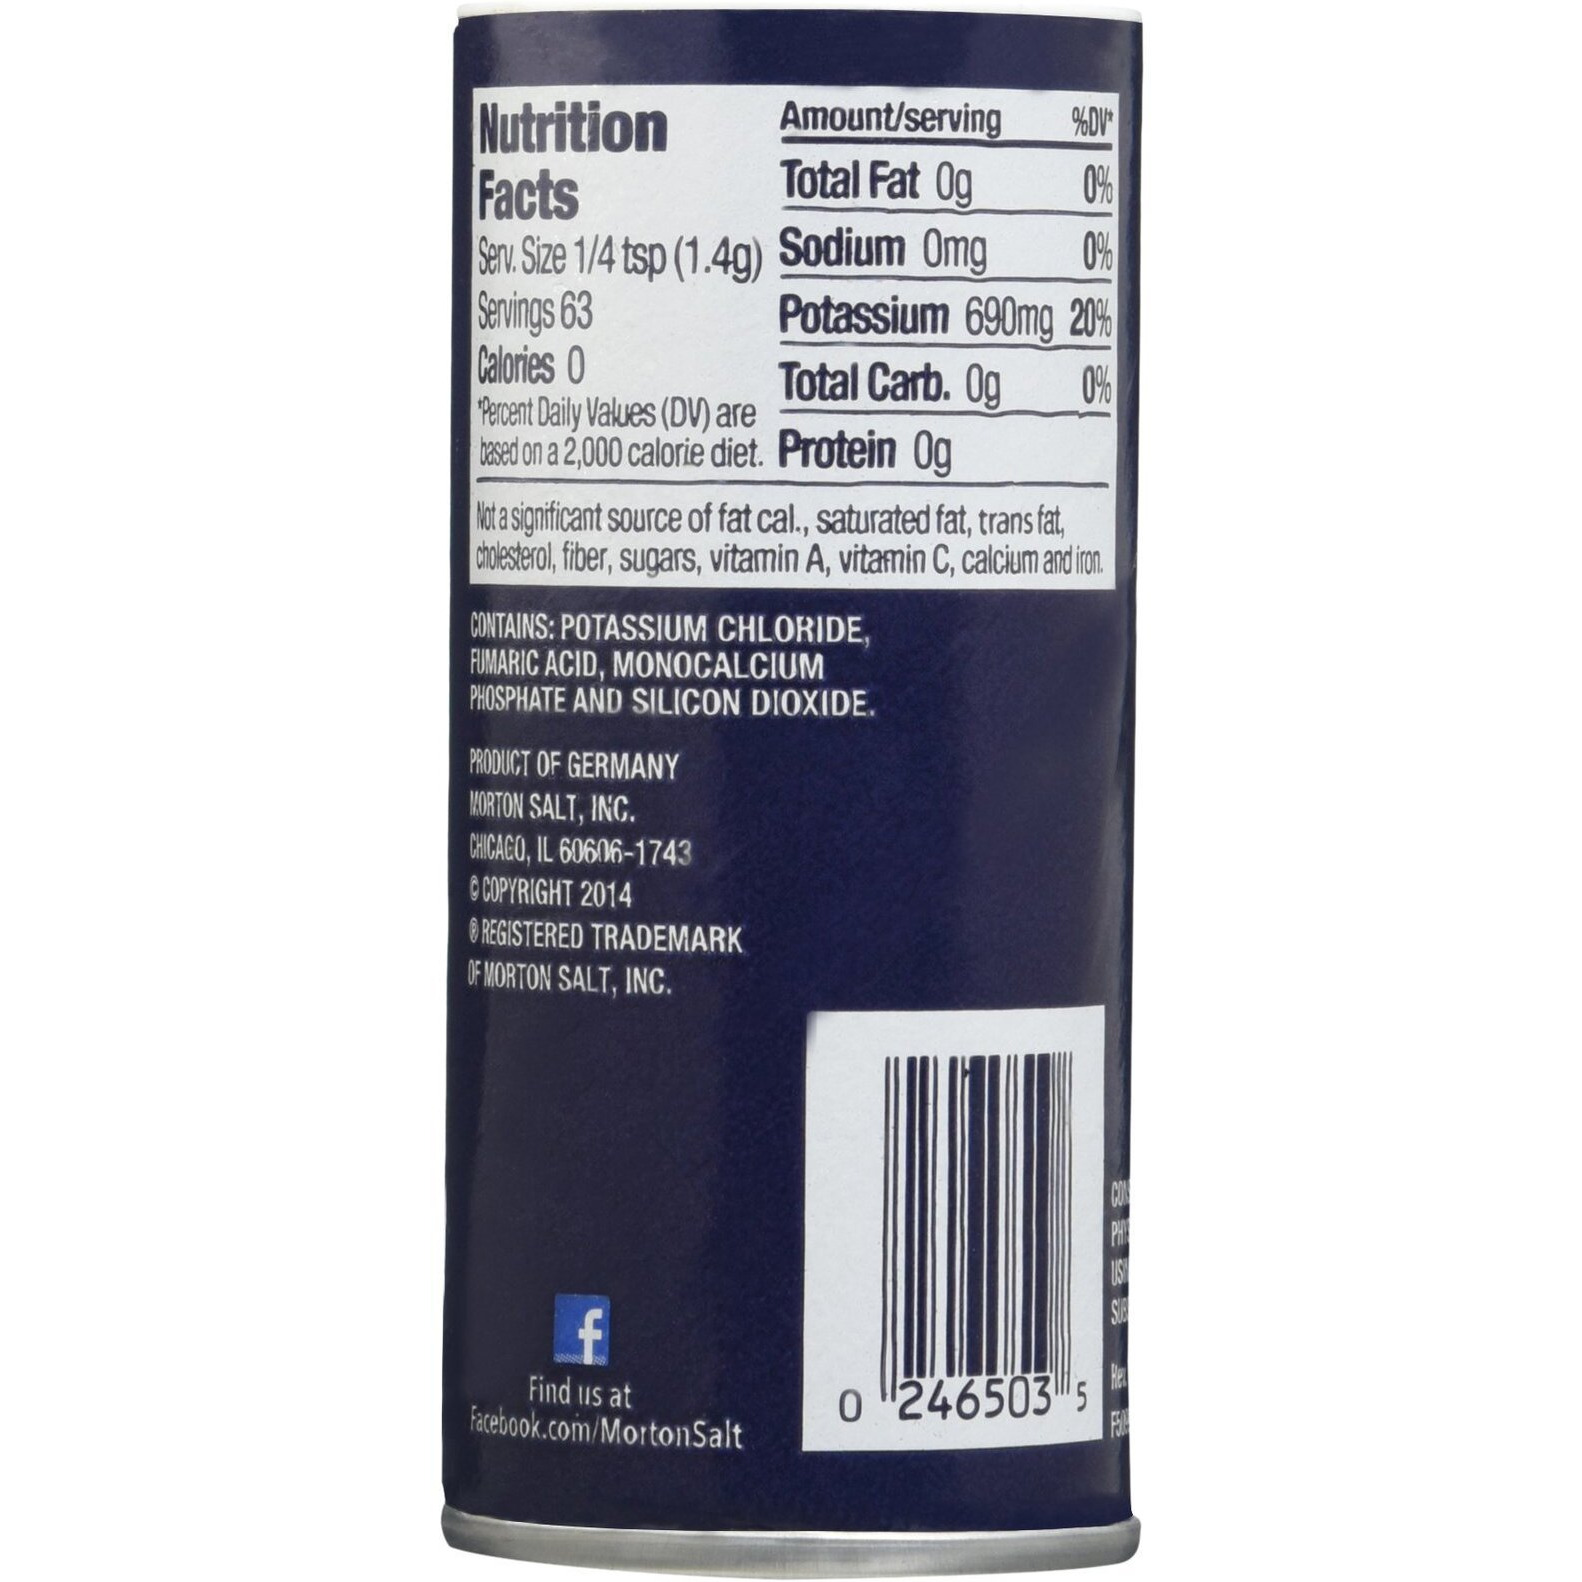 Nutrition
Facts
Serv. Size 1/4 tsp (1.4g)
Servings 63
Calories 0
*Percent Daily Values (DV) are
based on a 2,000 calorie diet.
Amount/serving %DV*
Total Fat 0g 0%
Sodium 0mg 0%
Potassium 690mg 20%
Total Carb. 0g 0%
Protein 0g
Not a significant source of fat cal., saturated fat, trans fat,
cholesterol, fiber, sugars, vitamin A, vitamin C, calcium and iron.
CONTAINS: POTASSIUM CHLORIDE,
FUMARIC ACID, MONOCALCIUM
PHOSPHATE AND SILICON DIOXIDE.
PRODUCT OF GERMANY
MORTON SALT, INC.
CHICAGO, IL 60606-1743
© COPYRIGHT 2014
® REGISTERED TRADEMARK
OF MORTON SALT, INC.
f
Find us at
Facebook.com/MortonSalt
0 246503 5